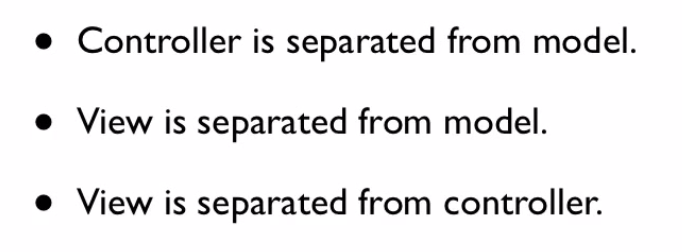 • Controller is separated from model.
• View is separated from model.
• View is separated from controller.